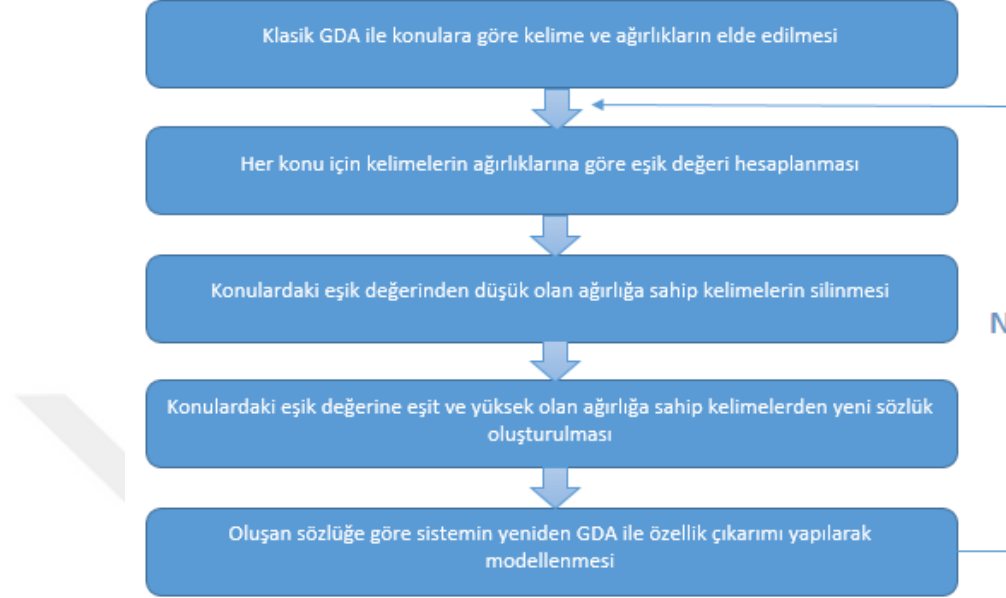 Klasik GDA ile konulara göre kelime ve ağırlıkların elde edilmesi
Her konu için kelimelerin ağırlıklarına göre eşik değeri hesaplanması
Konulardaki eşik değerinden düşük olan ağırlığa sahip kelimelerin silinmesi
N
Konulardaki eşik değerine eşit ve yüksek olan ağırlığa sahip kelimelerden yeni sözlük
oluşturulması
Oluşan sözlüğe göre sistemin yeniden GDA ile özellik çıkarımı yapılarak
modellenmesi